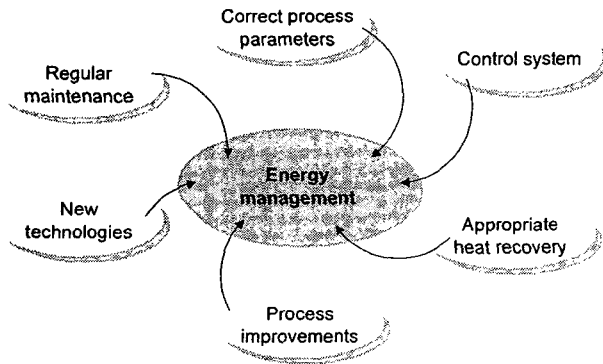 Correct process
parameters
Control system
Regular
maintenance
Energy
management
New
technologies
Appropriate
heat recovery
Process
improvements